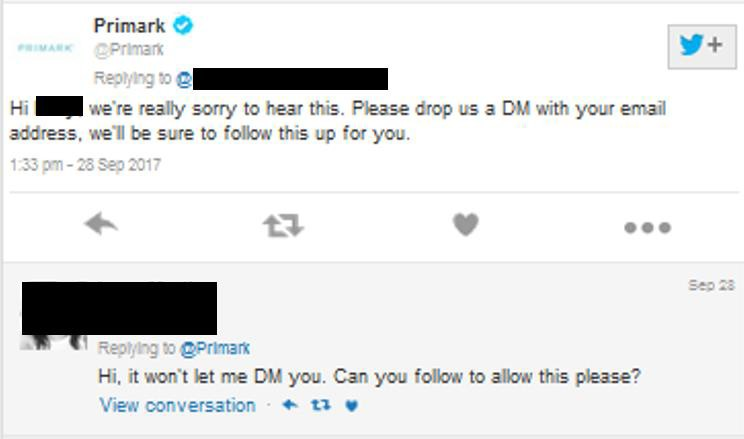 Primark
PRIMARK
@Primark
Replying to @
Hi we're really sorry to hear this. Please drop us a DM with your email
address, we'll be sure to follow this up for you.
1:33 pm - 28 Sep 2017
Sep 28
Replying to @Primark
Hi, it won't let me DM you. Can you follow to allow this please?
View conversation ·